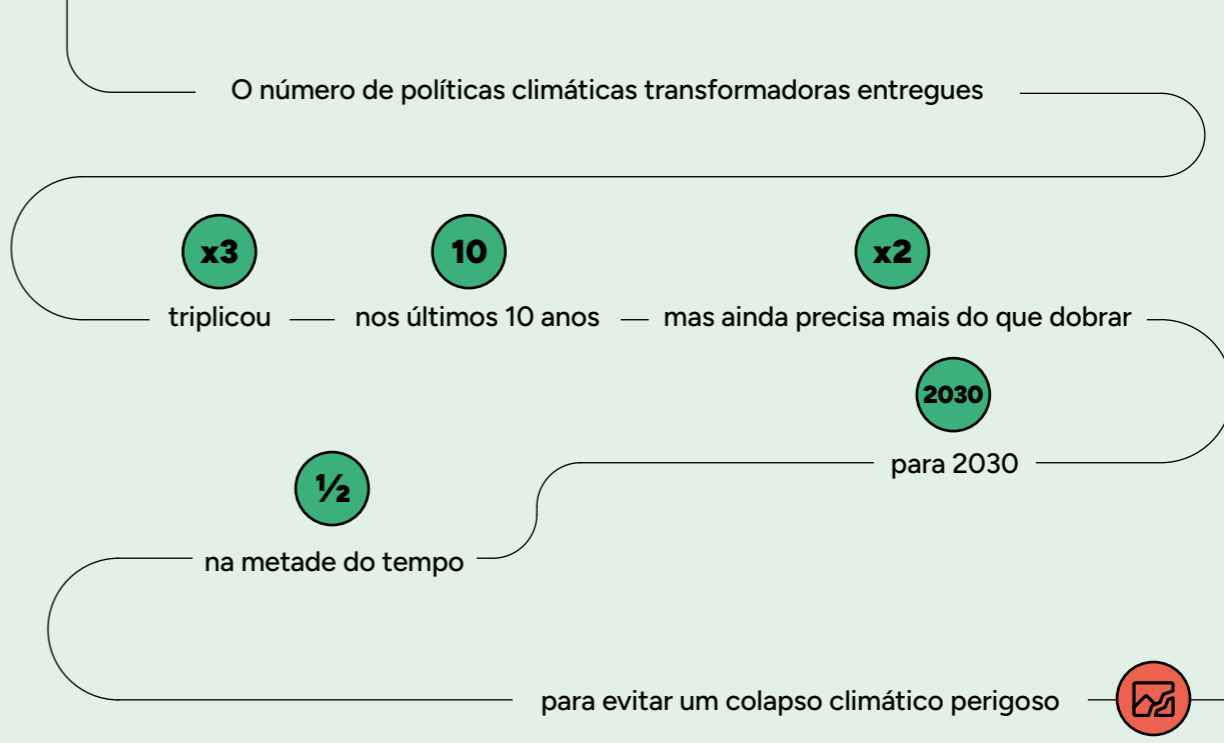 O número de políticas climáticas transformadoras entregues
x3
triplicou
10
nos últimos 10 anos
x2
mas ainda precisa mais do que dobrar
2030
para 2030
½
na metade do tempo
para evitar um colapso climático perigoso